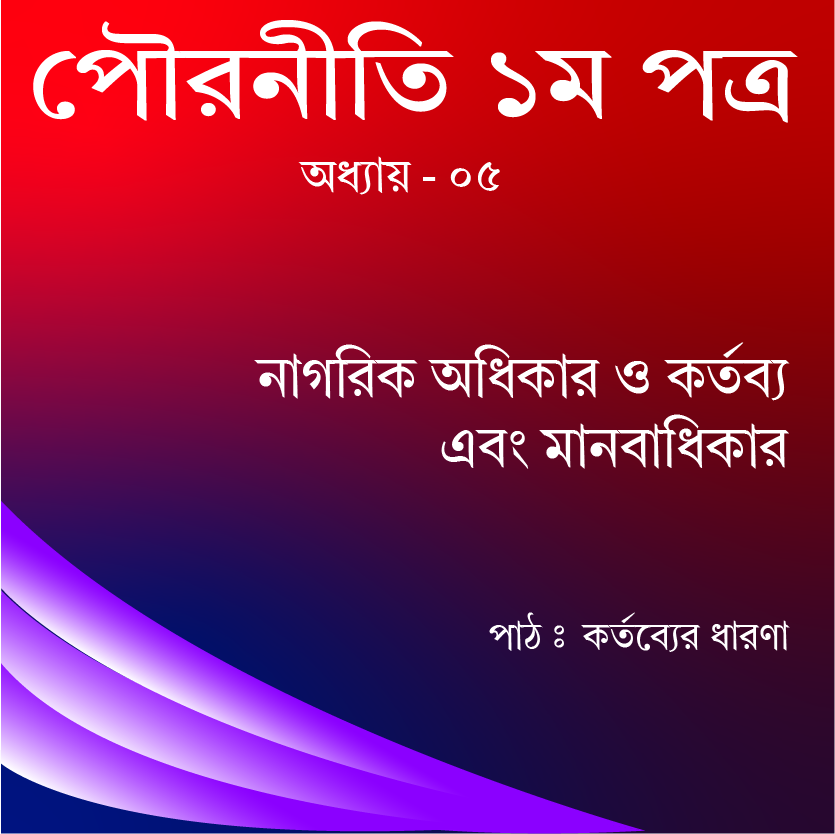 পৌরনীতি ১ম পত্র
অধ্যায় - ০৫
নাগরিক অধিকার ও কর্তব্য
এবং মানবাধিকার
পাঠ ঃ কর্তব্যের ধারণা